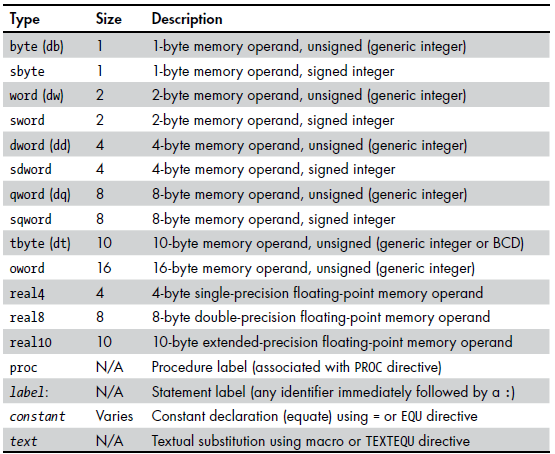 Type Size Description
byte (db) 1 1-byte memory operand, unsigned (generic integer)
sbyte 1 1-byte memory operand, signed integer
word (dw) 2 2-byte memory operand, unsigned (generic integer)
sword 2 2-byte memory operand, signed integer
dword (dd) 4 4-byte memory operand, unsigned (generic integer)
sdword 4 4-byte memory operand, signed integer
qword (dq) 8 8-byte memory operand, unsigned (generic integer)
sqword 8 8-byte memory operand, signed integer
tbyte (dt) 10 10-byte memory operand, unsigned (generic integer or BCD)
oword 16 16-byte memory operand, unsigned (generic integer)
real4 4 4-byte single-precision floating-point memory operand
real8 8 8-byte double-precision floating-point memory operand
real10 10 10-byte extended-precision floating-point memory operand
proc N/A Procedure label (associated with PROC directive)
label: N/A Statement label (any identifier immediately followed by a :)
constant Varies Constant declaration (equate) using = or EQU directive
text N/A Textual substitution using macro or TEXTEQU directive